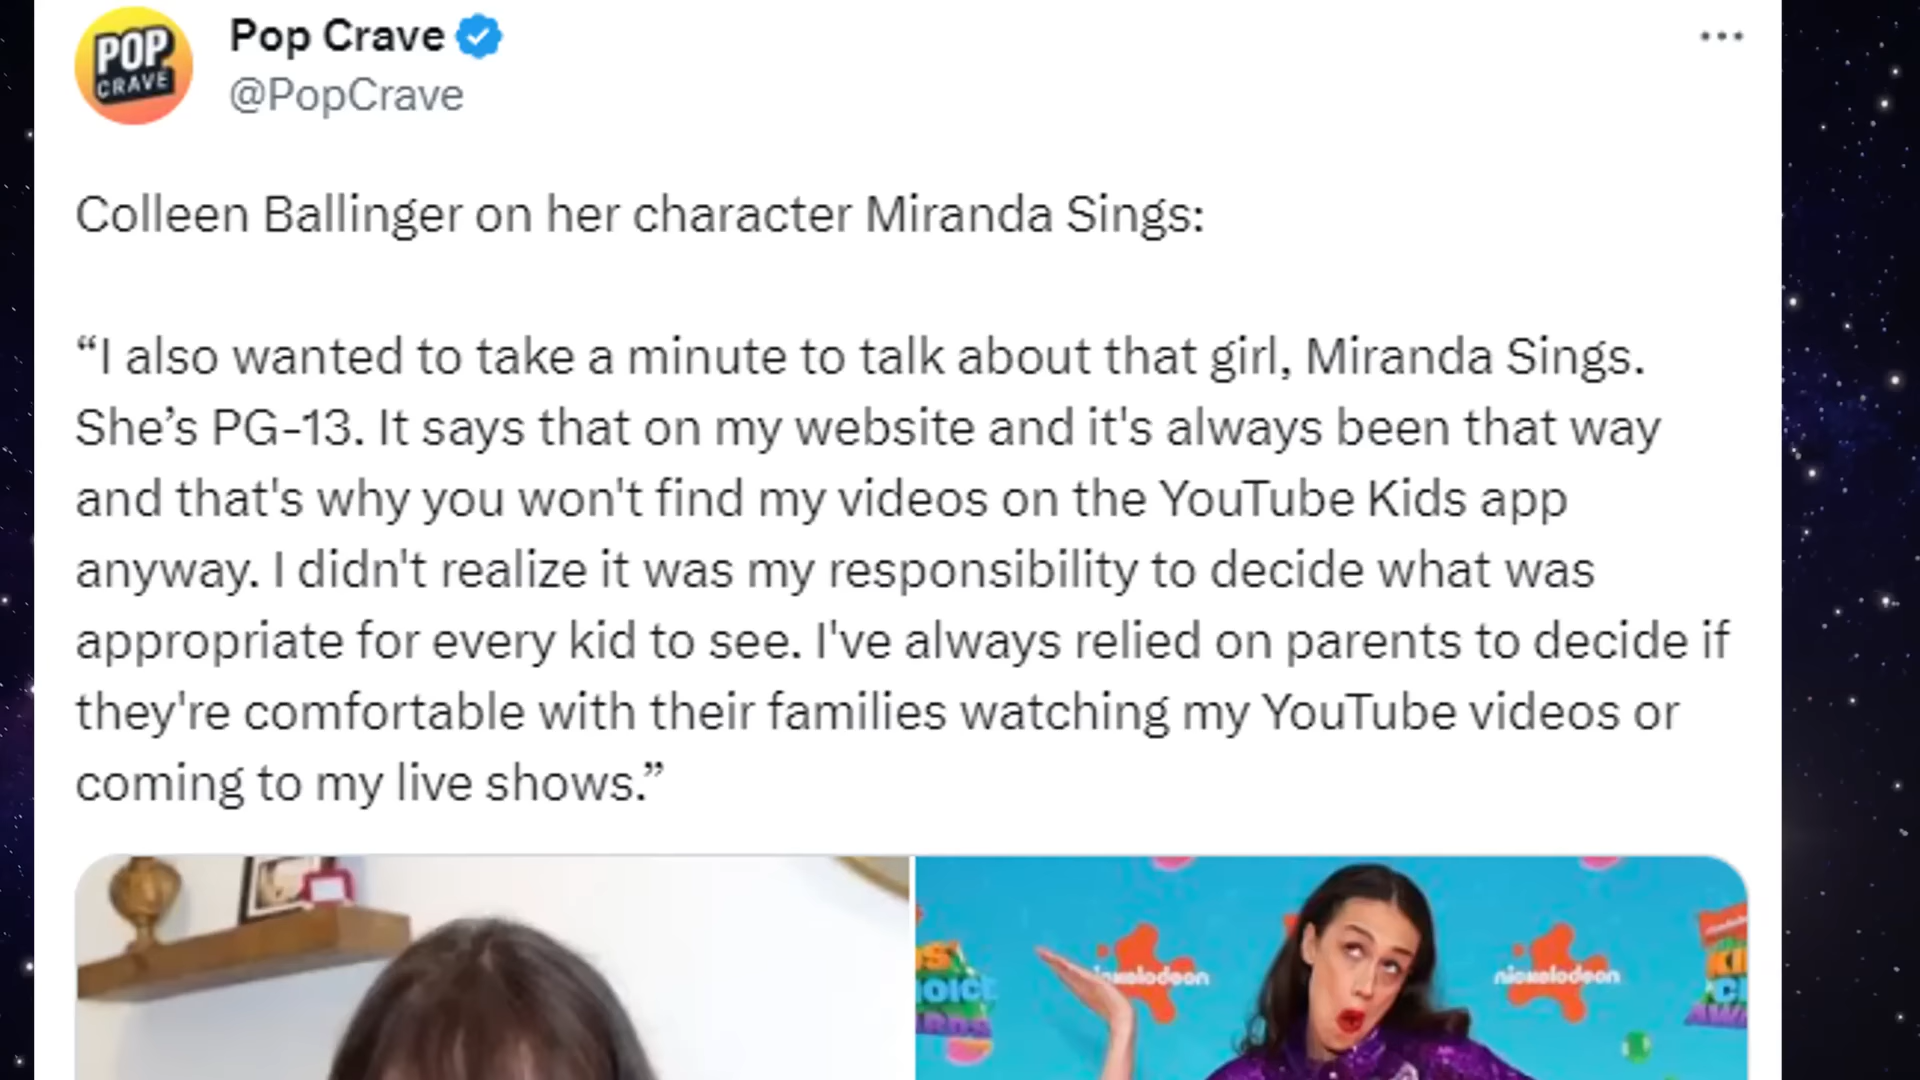 POP
CRAVE
Pop Crave
@PopCrave
Colleen Ballinger on her character Miranda Sings:
“I also wanted to take a minute to talk about that girl, Miranda Sings.
She’s PG-13. It says that on my website and it's always been that way
and that's why you won't find my videos on the YouTube Kids app
anyway. I didn't realize it was my responsibility to decide what was
appropriate for every kid to see. I've always relied on parents to decide if
they're comfortable with their families watching my YouTube videos or
coming to my live shows.”
nickelodeon
nickelodeon